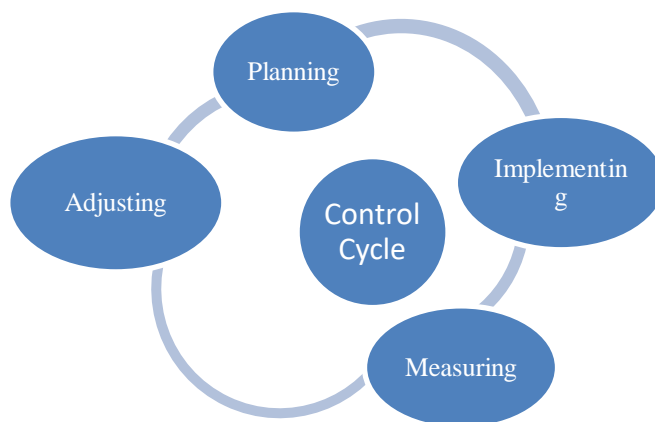 Planning
Implementin
g
Adjusting
Control
Cycle
Measuring